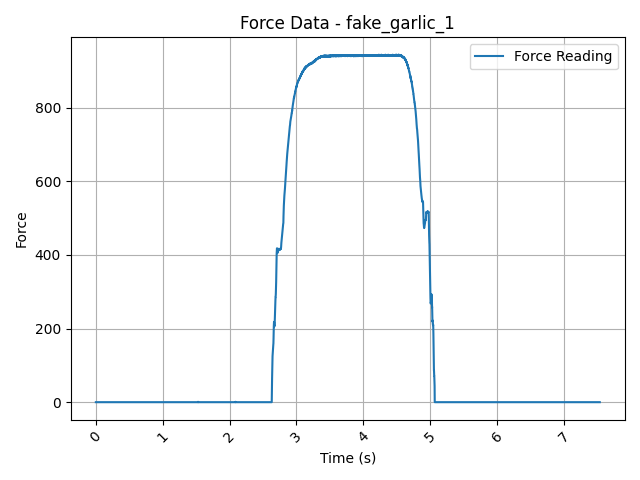 Force Data - fake_garlic_1
Force Reading
Force
800
600
400
200
0
0 1 2 3 4 5 6 7
Time (s)